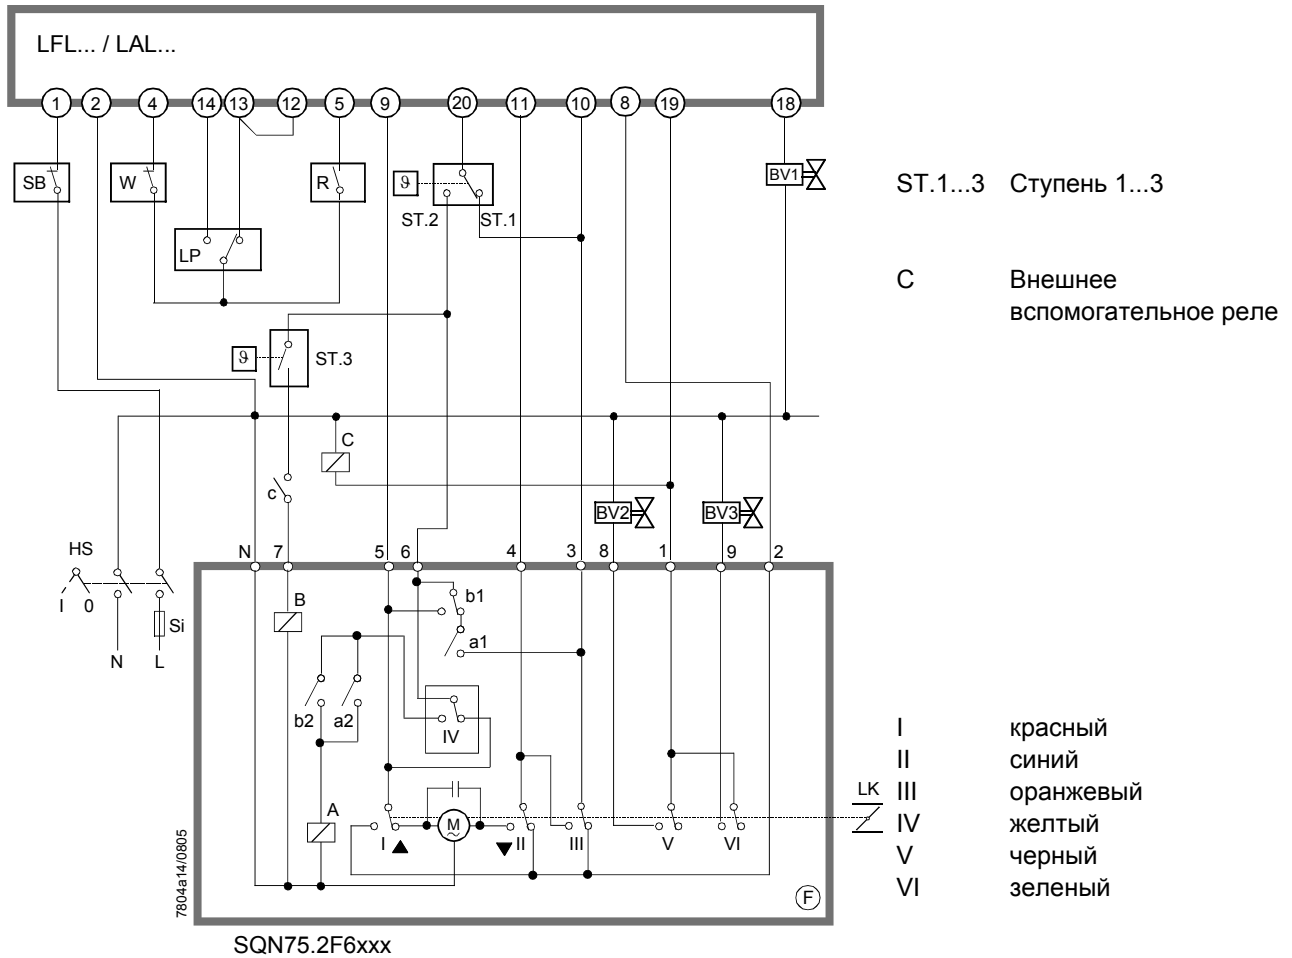 LFL... / LAL...
1 2 4 14 13 12 5 9 20 11 10 8 19 18
SB W R ϑ BV1
ST.2 ST.1
LP
ϑ ST.3
C
c
BV2 BV3
HS
I 0
Si
N L
N 7 5 6 4 3 8 1 9 2
B b1
a1
b2 a2 IV
A M ~
I II III V VI
LK
F
7804a14/0805
SQN75.2F6xxx
ST.1...3 Ступень 1...3
C Внешнее
вспомогательное реле
I красный
II синий
III оранжевый
IV желтый
V черный
VI зеленый